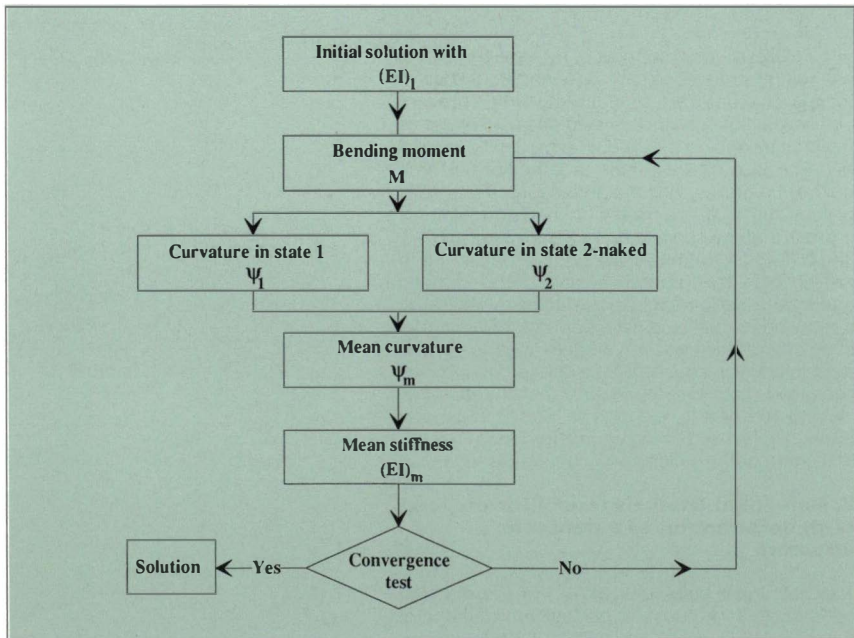 Initial solution with
(EI)₁
Bending moment
M
Curvature in state 1
Ψ₁
Curvature in state 2-naked
Ψ₂
Mean curvature
Ψₘ
Mean stiffness
(EI)ₘ
Convergence
test
Yes
Solution
No